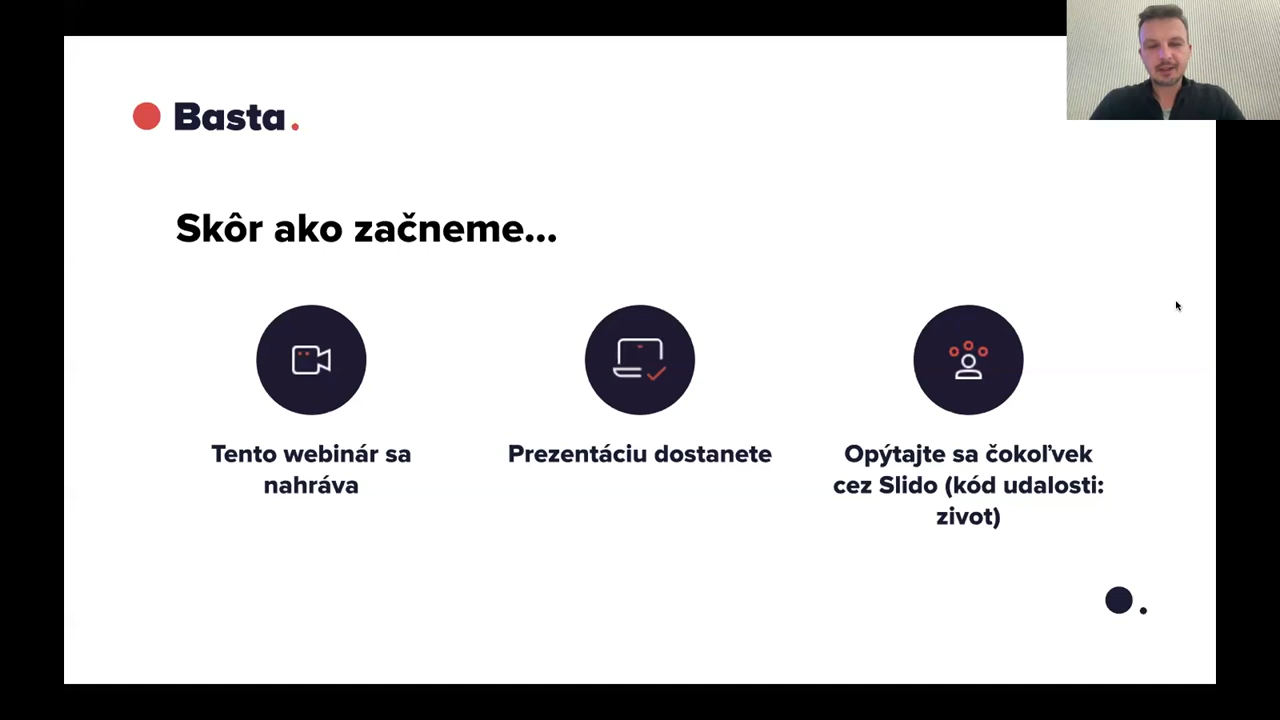 Basta.
Skôr ako začneme...
Tento webinár sa
nahráva
Prezentáciu dostanete
Opýtajte sa čokoľvek
cez Slido (kód udalosti:
zivot)